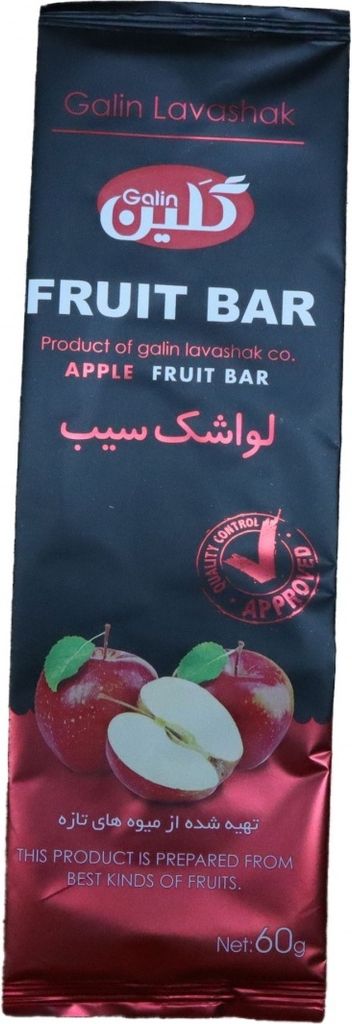 Galin Lavashak
Galin
گلین
FRUIT BAR
Product of galin lavashak co.
APPLE FRUIT BAR
لواشک سیب
QUALITY CONTROL
APPROVED
تهیه شده از میوه های تازه
THIS PRODUCT IS PREPARED FROM
BEST KINDS OF FRUITS.
Net:60g